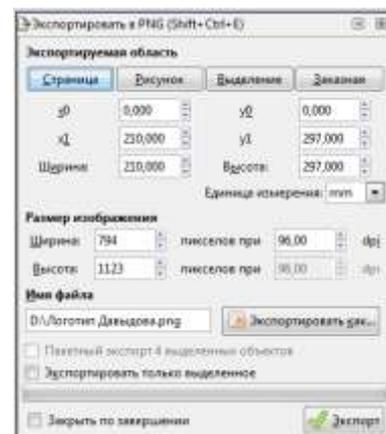 Экспортировать в PNG (Shift+Ctrl+E)
Экспортируемая область
Страница Рисунок Выделение Заказная
x0 0,000 y0 0,000
x1 210,000 y1 297,000
Ширина: 210,000 Высота: 297,000
Единица измерения: mm
Размер изображения
Ширина: 794 пикселов при 96,00 dpi
Высота: 1123 пикселов при 96,00 dpi
Имя файла
D:\Логотип Давыдова.png Экспортировать как...
Пакетный экспорт 4 выделенных объектов
Экспортировать только выделенное
Закрыть по завершении Экспорт